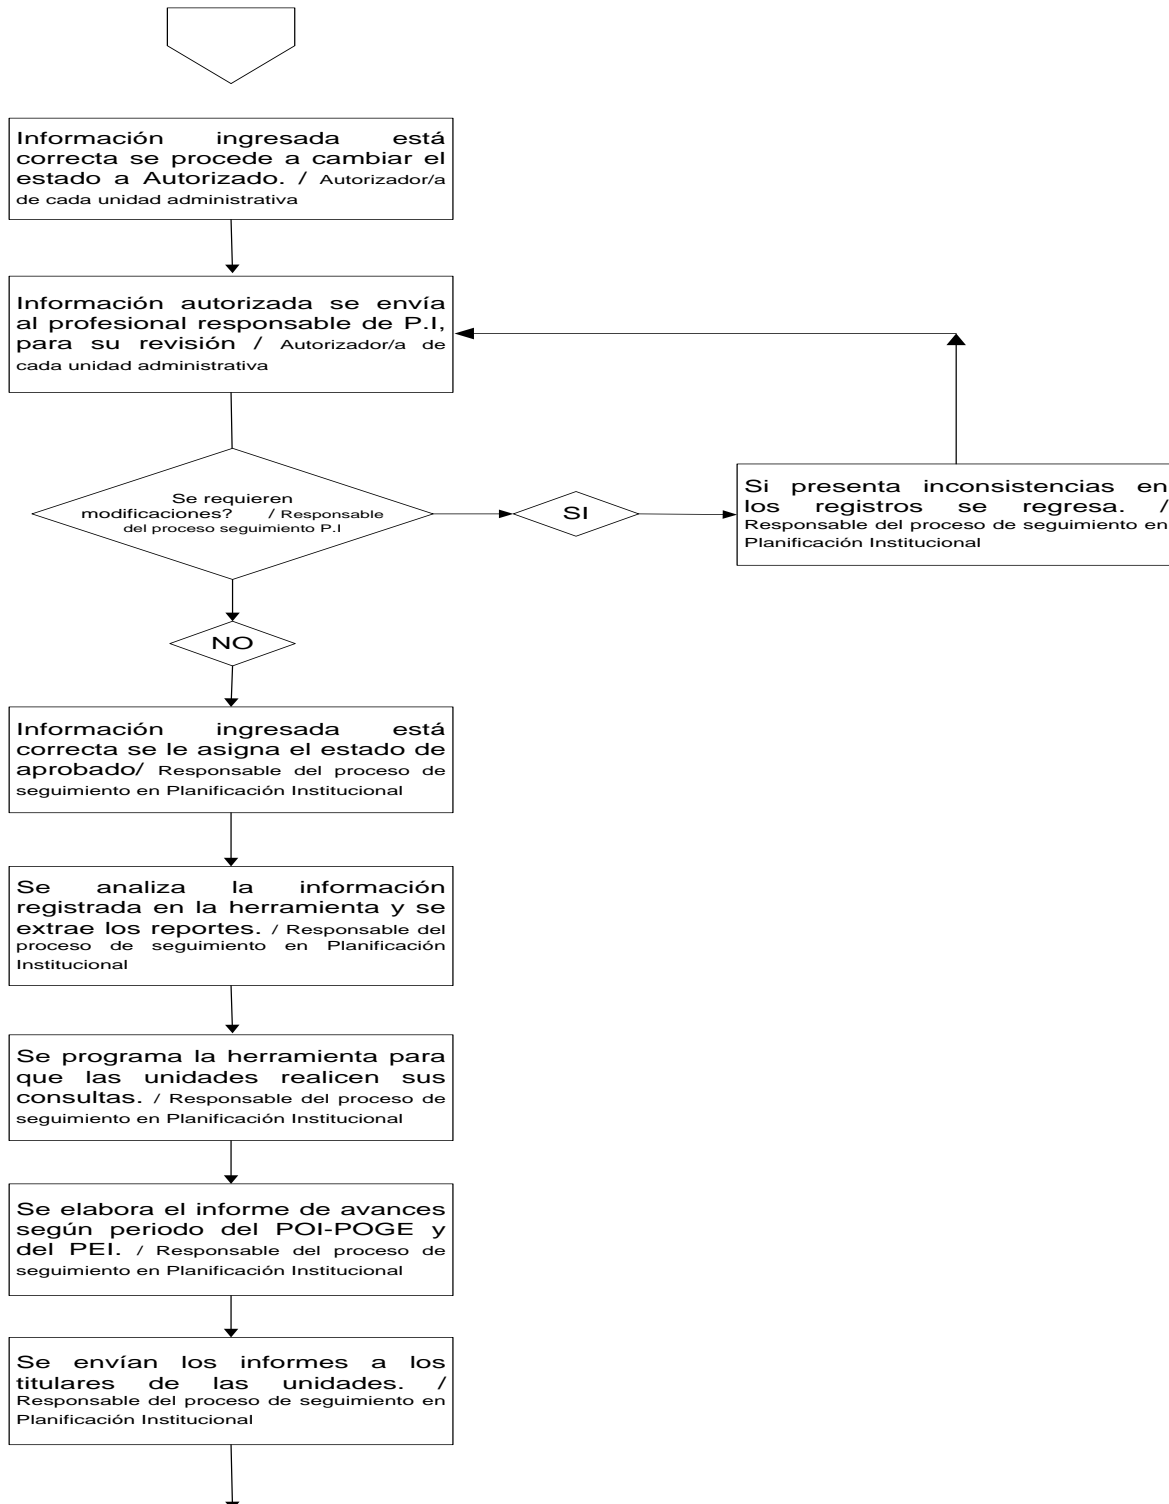 Información ingresada está
correcta se procede a cambiar el
estado a Autorizado. / Autorizador/a
de cada unidad administrativa
Información autorizada se envía
al profesional responsable de P.I,
para su revisión / Autorizador/a de
cada unidad administrativa
Se requieren
modificaciones? / Responsable
del proceso seguimiento P.I
SI
Si presenta inconsistencias en
los registros se regresa. /
Responsable del proceso de seguimiento en
Planificación Institucional
NO
Información ingresada está
correcta se le asigna el estado de
aprobado/ Responsable del proceso de
seguimiento en Planificación Institucional
Se analiza la información
registrada en la herramienta y se
extrae los reportes. / Responsable del
proceso de seguimiento en Planificación
Institucional
Se programa la herramienta para
que las unidades realicen sus
consultas. / Responsable del proceso de
seguimiento en Planificación Institucional
Se elabora el informe de avances
según periodo del POI-POGE y
del PEI. / Responsable del proceso de
seguimiento en Planificación Institucional
Se envían los informes a los
titulares de las unidades. /
Responsable del proceso de seguimiento en
Planificación Institucional